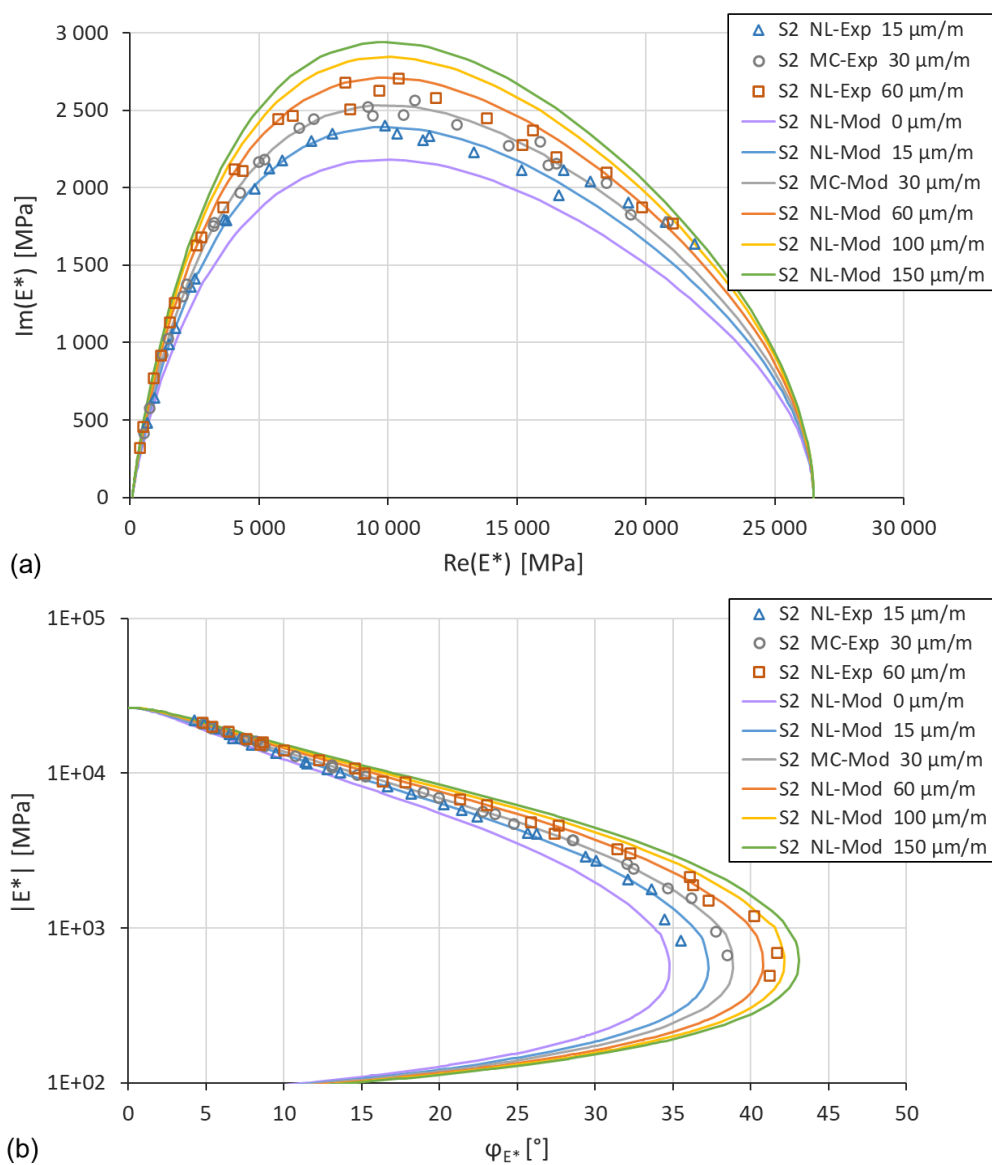 3 000
2 500
2 000
1 500
1 000
500
0
Im(E*) [MPa]
0
5 000
10 000
15 000
20 000
25 000
30 000
Re(E*) [MPa]
S2 NL-Exp 15 μm/m
S2 MC-Exp 30 μm/m
S2 NL-Exp 60 μm/m
S2 NL-Mod 0 μm/m
S2 NL-Mod 15 μm/m
S2 MC-Mod 30 μm/m
S2 NL-Mod 60 μm/m
S2 NL-Mod 100 μm/m
S2 NL-Mod 150 μm/m
(a)
1E+05
1E+04
1E+03
1E+02
|E*| [MPa]
0
5
10
15
20
25
30
35
40
45
50
φE* [°]
S2 NL-Exp 15 μm/m
S2 MC-Exp 30 μm/m
S2 NL-Exp 60 μm/m
S2 NL-Mod 0 μm/m
S2 NL-Mod 15 μm/m
S2 MC-Mod 30 μm/m
S2 NL-Mod 60 μm/m
S2 NL-Mod 100 μm/m
S2 NL-Mod 150 μm/m
(b)